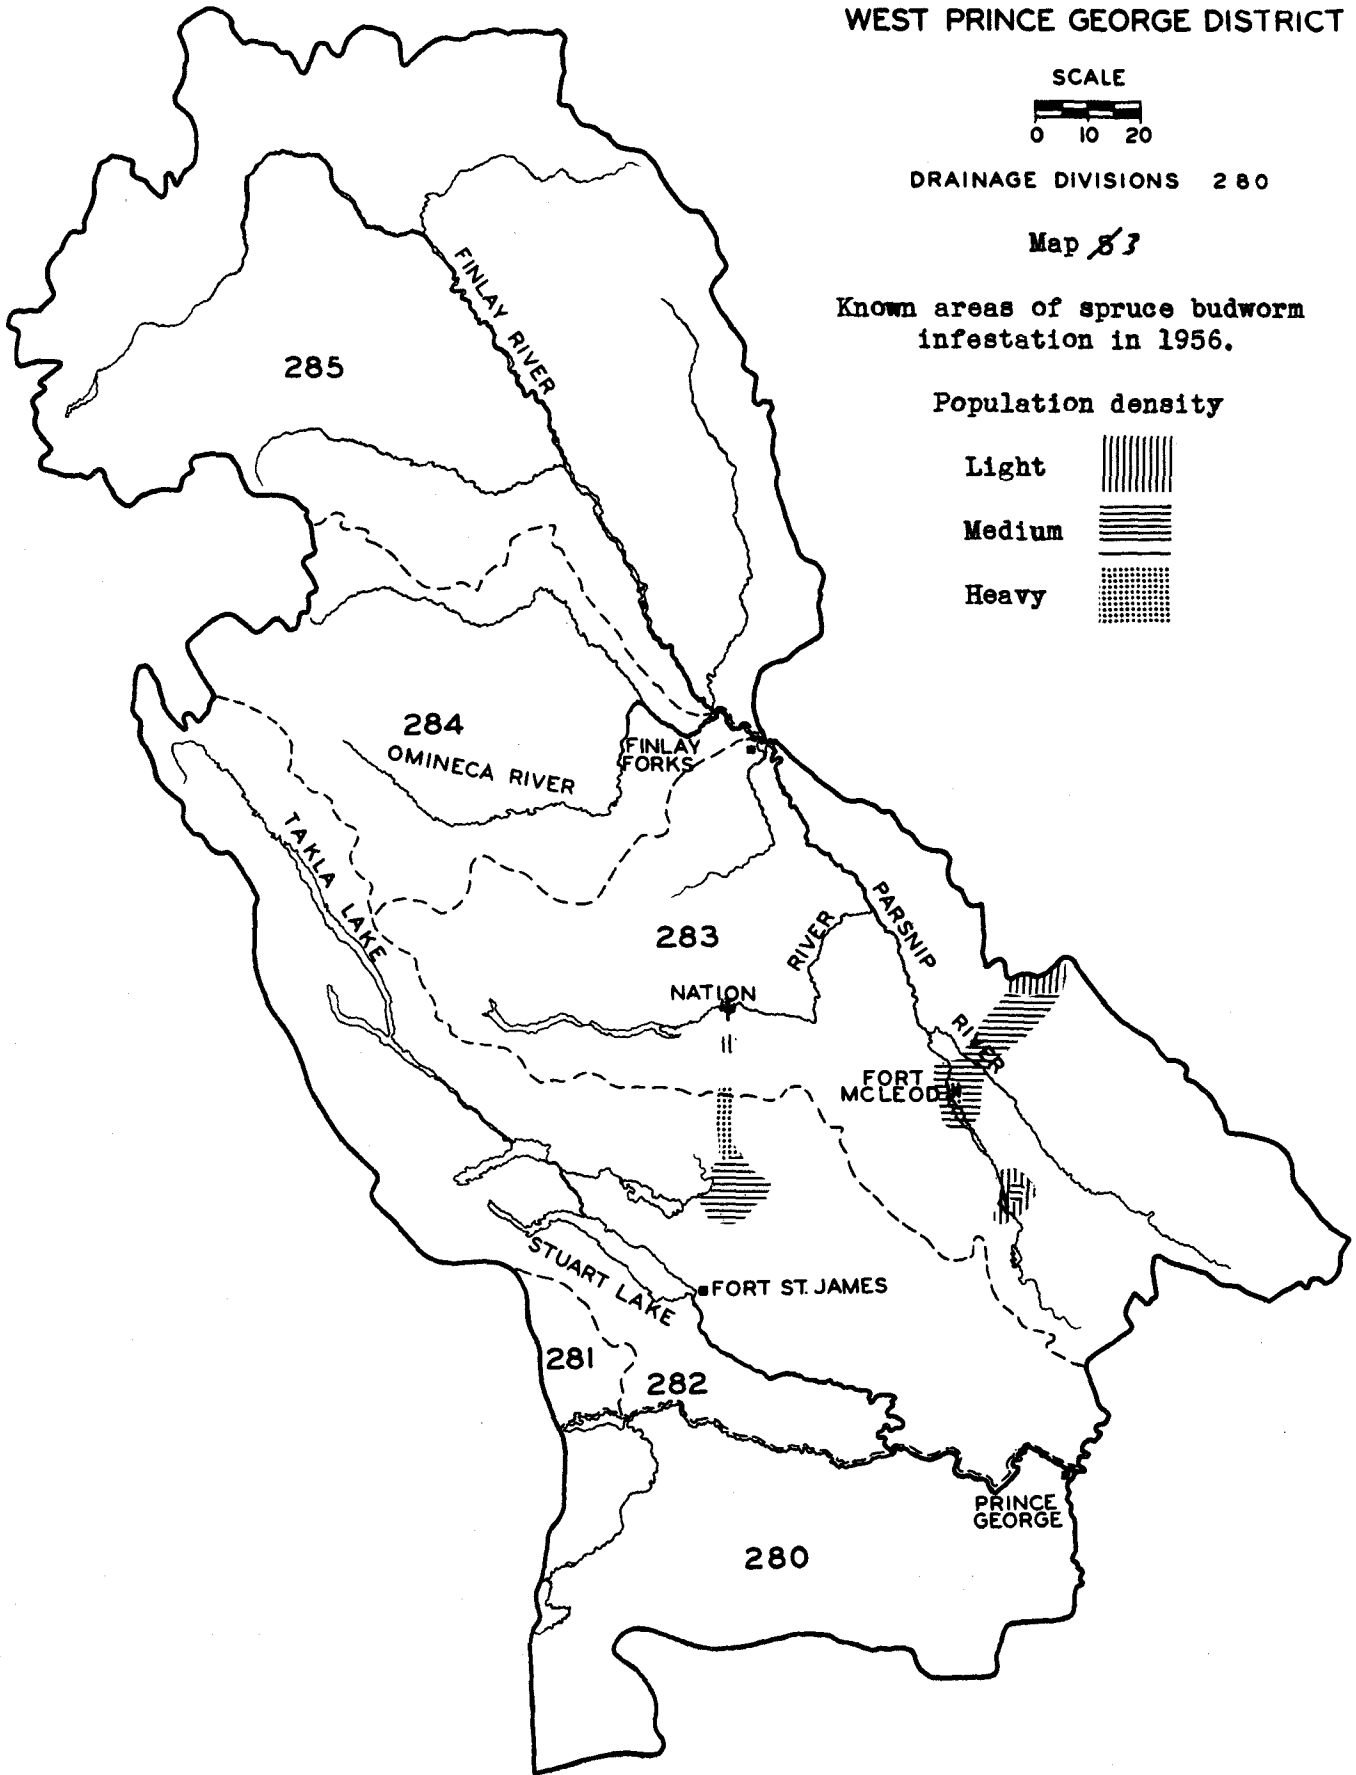 WEST PRINCE GEORGE DISTRICT
SCALE
0 10 20
DRAINAGE DIVISIONS 280
Map 3
Known areas of spruce budworm
infestation in 1956.
Population density
Light
Medium
Heavy
FINLAY RIVER
285
284
OMINECA RIVER
FINLAY
FORKS
TAKLA LAKE
283
NATION
RIVER
PARSNIP
RIVER
FORT
MCLEOD
STUART LAKE
FORT ST. JAMES
281
282
PRINCE
GEORGE
280